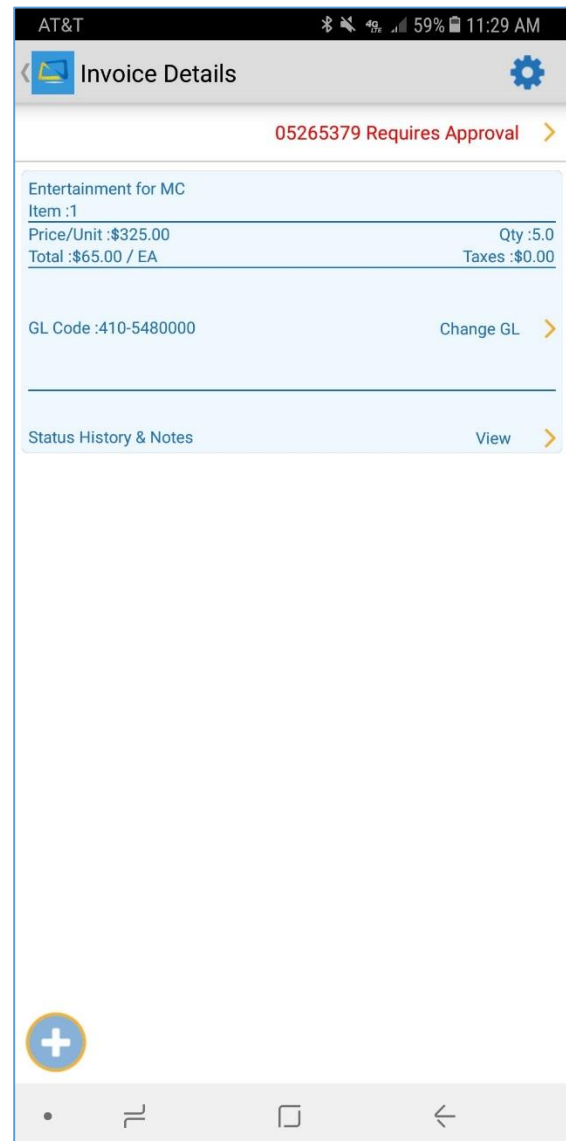 AT&T 4G LTE 59% 11:29 AM
Invoice Details
05265379 Requires Approval
Entertainment for MC
Item :1
Price/Unit :$325.00 Qty :5.0
Total :$65.00 / EA Taxes :$0.00
GL Code :410-5480000 Change GL
Status History & Notes View